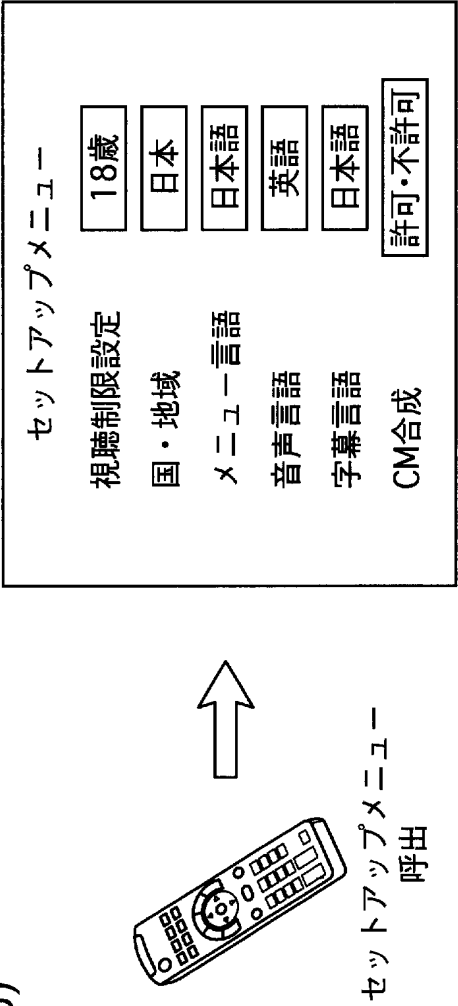 セットアップメニュー
視聴制限設定 18歳
国・地域 日本
メニュー言語 日本語
音声言語 英語
字幕言語 日本語
CM合成 許可・不許可
セットアップメニュー
呼出